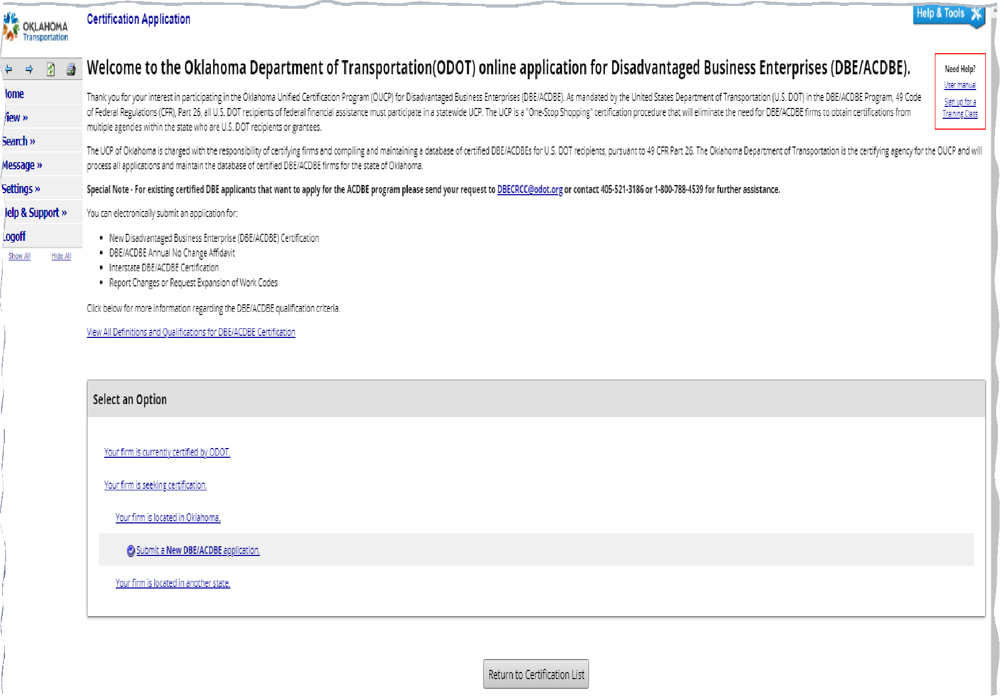 OKLAHOMA
Transportation
Certification Application
Help & Tools
Welcome to the Oklahoma Department of Transportation(ODOT) online application for Disadvantaged Business Enterprises (DBE/ACDBE).
Need Help?
User manual
Sign up for a
Training Class
Home
View »
Search »
Message »
Settings »
Help & Support »
Logoff
Show All Hide All
Thank you for your interest in participating in the Oklahoma Unified Certification Program (OUCP) for Disadvantaged Business Enterprises (DBE/ACDBE). As mandated by the United States Department of Transportation (U.S. DOT) in the DBE/ACDBE Program, 49 Code
of Federal Regulations (CFR), Part 26, all U.S. DOT recipients of federal financial assistance must participate in a statewide UCP. The UCP is a "One-Stop Shopping" certification procedure that will eliminate the need for DBE/ACDBE firms to obtain certifications from
multiple agencies within the state who are U.S. DOT recipients or grantees.
The UCP of Oklahoma is charged with the responsibility of certifying firms and compiling and maintaining a database of certified DBE/ACDBEs for U.S. DOT recipients, pursuant to 49 CFR Part 26. The Oklahoma Department of Transportation is the certifying agency for the OUCP and will
process all applications and maintain the database of certified DBE/ACDBE firms for the state of Oklahoma.
Special Note - For existing certified DBE applicants that want to apply for the ACDBE program please send your request to DBECRCC@odot.org or contact 405-521-3186 or 1-800-788-4539 for further assistance.
You can electronically submit an application for:
• New Disadvantaged Business Enterprise (DBE/ACDBE) Certification
• DBE/ACDBE Annual No Change Affidavit
• Interstate DBE/ACDBE Certification
• Report Changes or Request Expansion of Work Codes
Click below for more information regarding the DBE/ACDBE qualification criteria.
View All Definitions and Qualifications for DBE/ACDBE Certification
Select an Option
Your firm is currently certified by ODOT.
Your firm is seeking certification.
Your firm is located in Oklahoma.
Submit a New DBE/ACDBE application.
Your firm is located in another state.
Return to Certification List